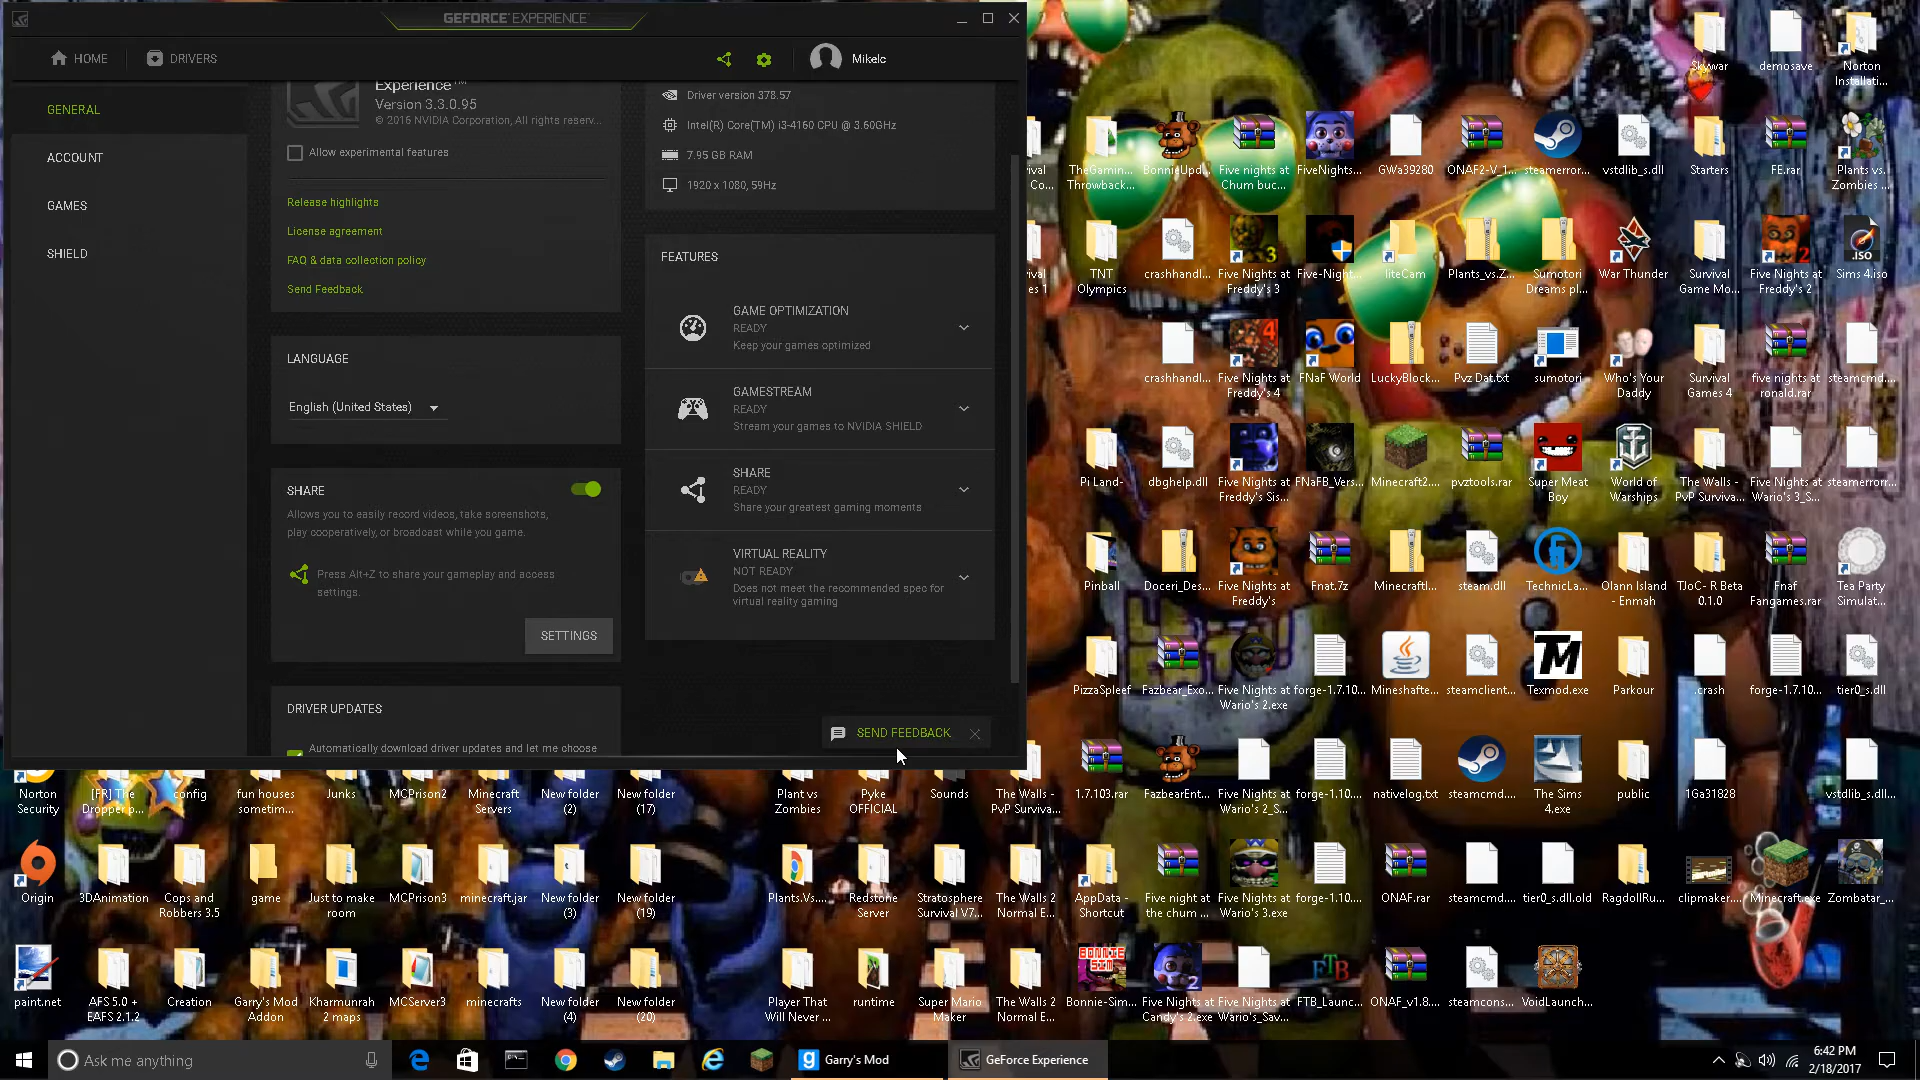 GEFORCE EXPERIENCE
HOME
DRIVERS
Mikelc
GENERAL
ACCOUNT
GAMES
SHIELD
Experience™
Version 3.3.0.95
© 2016 NVIDIA Corporation, All rights reserv...
Allow experimental features
Release highlights
License agreement
FAQ & data collection policy
Send Feedback
LANGUAGE
English (United States)
SHARE
Allows you to easily record videos, take screenshots,
play cooperatively, or broadcast while you game.
Press Alt+Z to share your gameplay and access
settings.
SETTINGS
DRIVER UPDATES
Automatically download driver updates and let me choose
Driver version 378.57
Intel(R) Core(TM) i3-4160 CPU @ 3.60GHz
7.95 GB RAM
1920 x 1080, 59Hz
FEATURES
GAME OPTIMIZATION
READY
Keep your games optimized
GAMESTREAM
READY
Stream your games to NVIDIA SHIELD
SHARE
READY
Share your greatest gaming moments
VIRTUAL REALITY
NOT READY
Does not meet the recommended spec for
virtual reality gaming
SEND FEEDBACK
Skywar
demosave
Norton
Installati...
TheGamin...
Throwback...
BonnieUpd...
Five nights at
Chum buc...
FiveNights...
GWa39280
ONAF2-V_1...
steamerror...
vstdlib_s.dll
Starters
FE.rar
Plants vs.
Zombies ...
TNT
Olympics
crashhandl...
Five Nights at
Freddy's 3
Five-Night...
liteCam
Plants_vs.Z...
Sumotori
Dreams pl...
War Thunder
Survival
Game Mo...
Five Nights at
Freddy's 2
Sims 4.iso
crashhandl...
Five Nights at
Freddy's 4
FNaF World
LuckyBlock...
Pvz Dat.txt
sumotori
Who's Your
Daddy
Survival
Games 4
five nights at
ronald.rar
steamcmd....
Pi Land-
dbghelp.dll
Five Nights at
Freddy's Sis...
FNaFB_Vers...
Minecraft2....
pvztools.rar
Super Meat
Boy
World of
Warships
The Walls -
PvP Surviva...
Five Nights at
Wario's 3_S...
steamerror...
Pinball
Doceri_Des...
Five Nights at
Freddy's
Fnat.7z
Minecraftl...
steam.dll
TechnicLa...
Olann Island
- Enmah
TJoC- R Beta
0.1.0
Fnaf
Fangames.rar
Tea Party
Simulat...
PizzaSpleef
Fazbear_Exo...
Five Nights at
Wario's 2.exe
forge-1.7.10...
Mineshafte...
steamclient...
Texmod.exe
Parkour
.crash
forge-1.7.10...
tier0_s.dll
1.7.103.rar
FazbearEnt...
Five Nights at
Wario's 2_S...
forge-1.10....
nativelog.txt
steamcmd....
The Sims
4.exe
public
1Ga31828
vstdlib_s.dll...
Norton
Security
[FR] The
Dropper p...
config
fun houses
sometim...
Junks
MCPrison2
Minecraft
Servers
New folder
(2)
New folder
(17)
Plant vs
Zombies
Pyke
OFFICIAL
Sounds
The Walls -
PvP Surviva...
Origin
3DAnimation
Cops and
Robbers 3.5
game
Just to make
room
MCPrison3
minecraft.jar
New folder
(3)
New folder
(19)
Plants.Vs....
Redstone
Server
Stratosphere
Survival V7...
The Walls 2
Normal E...
AppData -
Shortcut
Five night at
the chum ...
Five Nights at
Wario's 3.exe
forge-1.10....
ONAF.rar
steamcmd....
tier0_s.dll.old
RagdollRu...
clipmaker....
Minecraft.exe
Zombatar_...
paint.net
AFS 5.0 +
EAFS 2.1.2
Creation
Garry's Mod
Addon
Kharmunrah
2 maps
MCServer3
minecrafts
New folder
(4)
New folder
(20)
Player That
Will Never ...
runtime
Super Mario
Maker
The Walls 2
Normal E...
Bonnie-Sim...
Five Nights at
Candy's 2.exe
Five Nights at
Wario's_Sav...
FTB_Launc...
ONAF_v1.8....
steamcons...
VoidLaunch...
Ask me anything
Garry's Mod
GeForce Experience
6:42 PM
2/18/2017